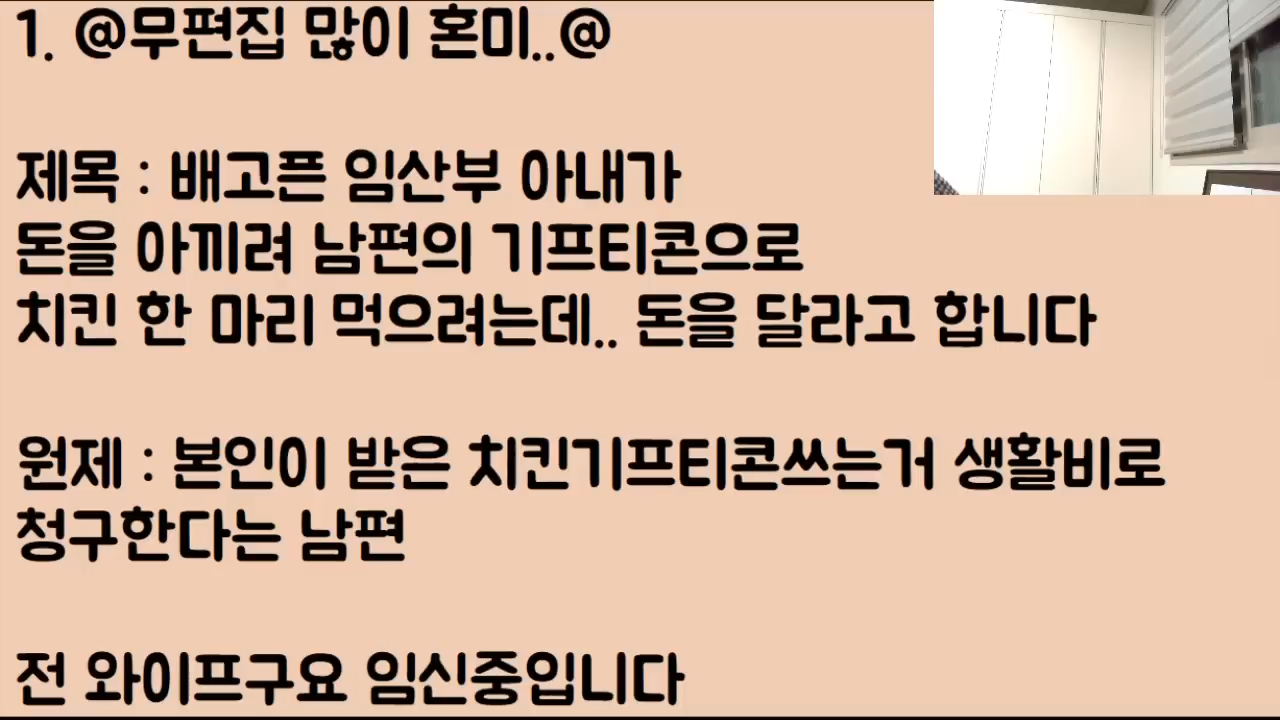 1. @무편집 많이 혼미..@
제목 : 배고픈 임산부 아내가
돈을 아끼려 남편의 기프티콘으로
치킨 한 마리 먹으려는데.. 돈을 달라고 합니다
원제 : 본인이 받은 치킨기프티콘쓰는거 생활비로
청구한다는 남편
전 와이프구요 임신중입니다